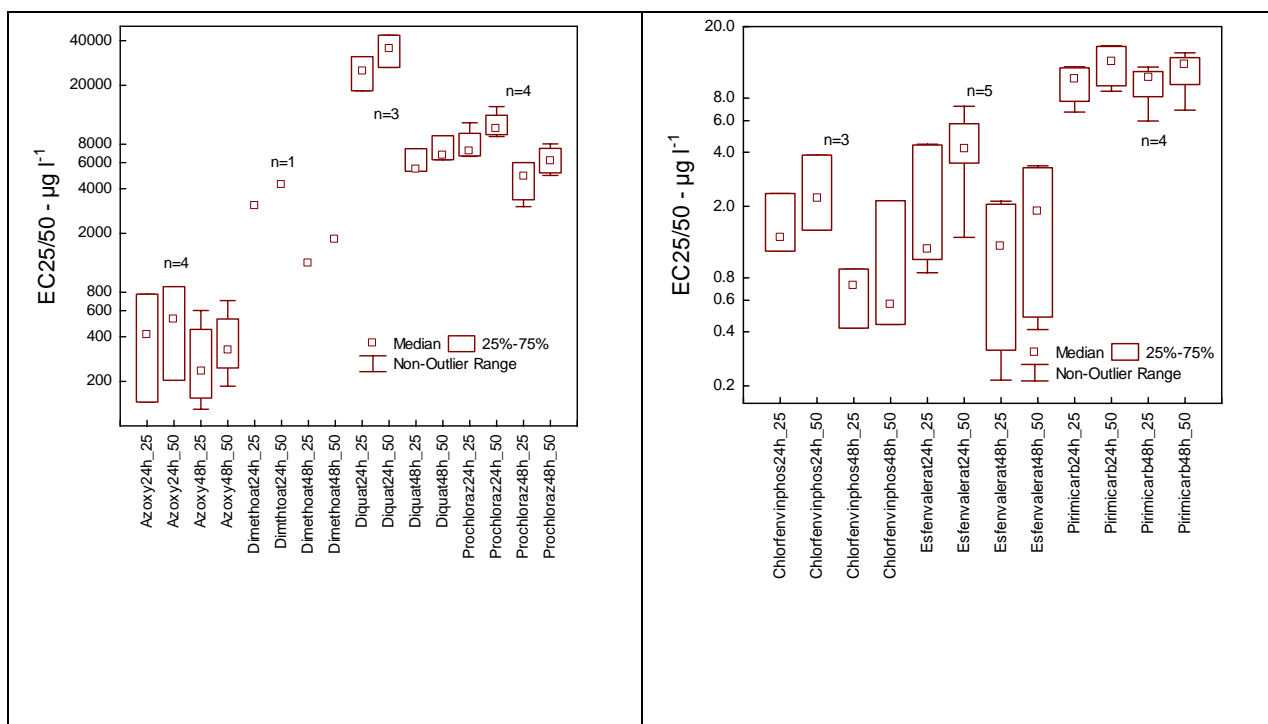 EC25/50 - µg l-1
40000
20000
8000
6000
4000
2000
800
600
400
200
n=4
n=1
n=3
n=4
Median 25%-75%
Non-Outlier Range
Azoxy24h_25
Azoxy24h_50
Azoxy48h_25
Azoxy48h_50
Dimethoat24h_25
Dimthtoat24h_50
Dimethoat48h_25
Dimethoat48h_50
Diquat24h_25
Diquat24h_50
Diquat48h_25
Diquat48h_50
Prochloraz24h_25
Prochloraz24h_50
Prochloraz48h_25
Prochloraz48h_50
EC25/50 - µg l-1
20.0
8.0
6.0
4.0
2.0
0.8
0.6
0.4
0.2
n=3
n=5
n=4
Median 25%-75%
Non-Outlier Range
Chlorfenvinphos24h_25
Chlorfenvinphos24h_50
Chlorfenvinphos48h_25
Chlorfenvinphos48h_50
Esfenvalerat24h_25
Esfenvalerat24h_50
Esfenvalerat48h_25
Esfenvalerat48h_50
Pirimicarb24h_25
Pirimicarb24h_50
Pirimicarb48h_25
Pirimicarb48h_50